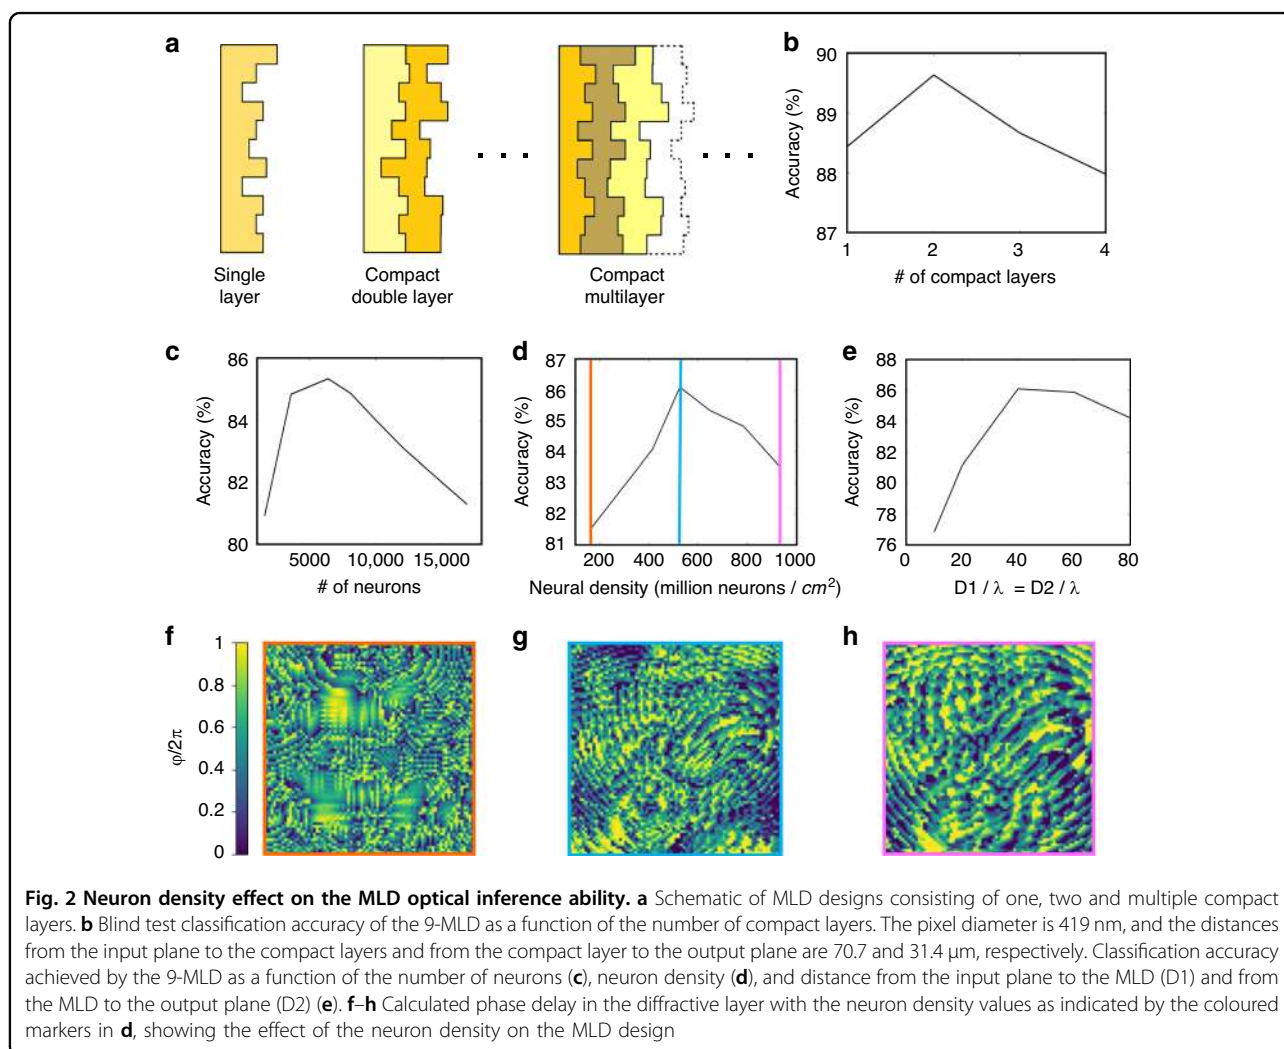 a
Single
layer
Compact
double layer
Compact
multilayer
b
90
89
88
87
Accuracy (%)
1 2 3 4
# of compact layers
c
86
84
82
80
Accuracy (%)
5000 10,000 15,000
# of neurons
d
87
86
85
84
83
82
81
Accuracy (%)
200 400 600 800 1000
Neural density (million neurons / cm²)
e
88
86
84
82
80
78
76
Accuracy (%)
0 20 40 60 80
D1 / λ = D2 / λ
f
1
0.8
0.6
0.4
0.2
0
φ/2π
g
h
Fig. 2 Neuron density effect on the MLD optical inference ability. a Schematic of MLD designs consisting of one, two and multiple compact
layers. b Blind test classification accuracy of the 9-MLD as a function of the number of compact layers. The pixel diameter is 419 nm, and the distances
from the input plane to the compact layers and from the compact layer to the output plane are 70.7 and 31.4 µm, respectively. Classification accuracy
achieved by the 9-MLD as a function of the number of neurons (c), neuron density (d), and distance from the input plane to the MLD (D1) and from
the MLD to the output plane (D2) (e). f–h Calculated phase delay in the diffractive layer with the neuron density values as indicated by the coloured
markers in d, showing the effect of the neuron density on the MLD design